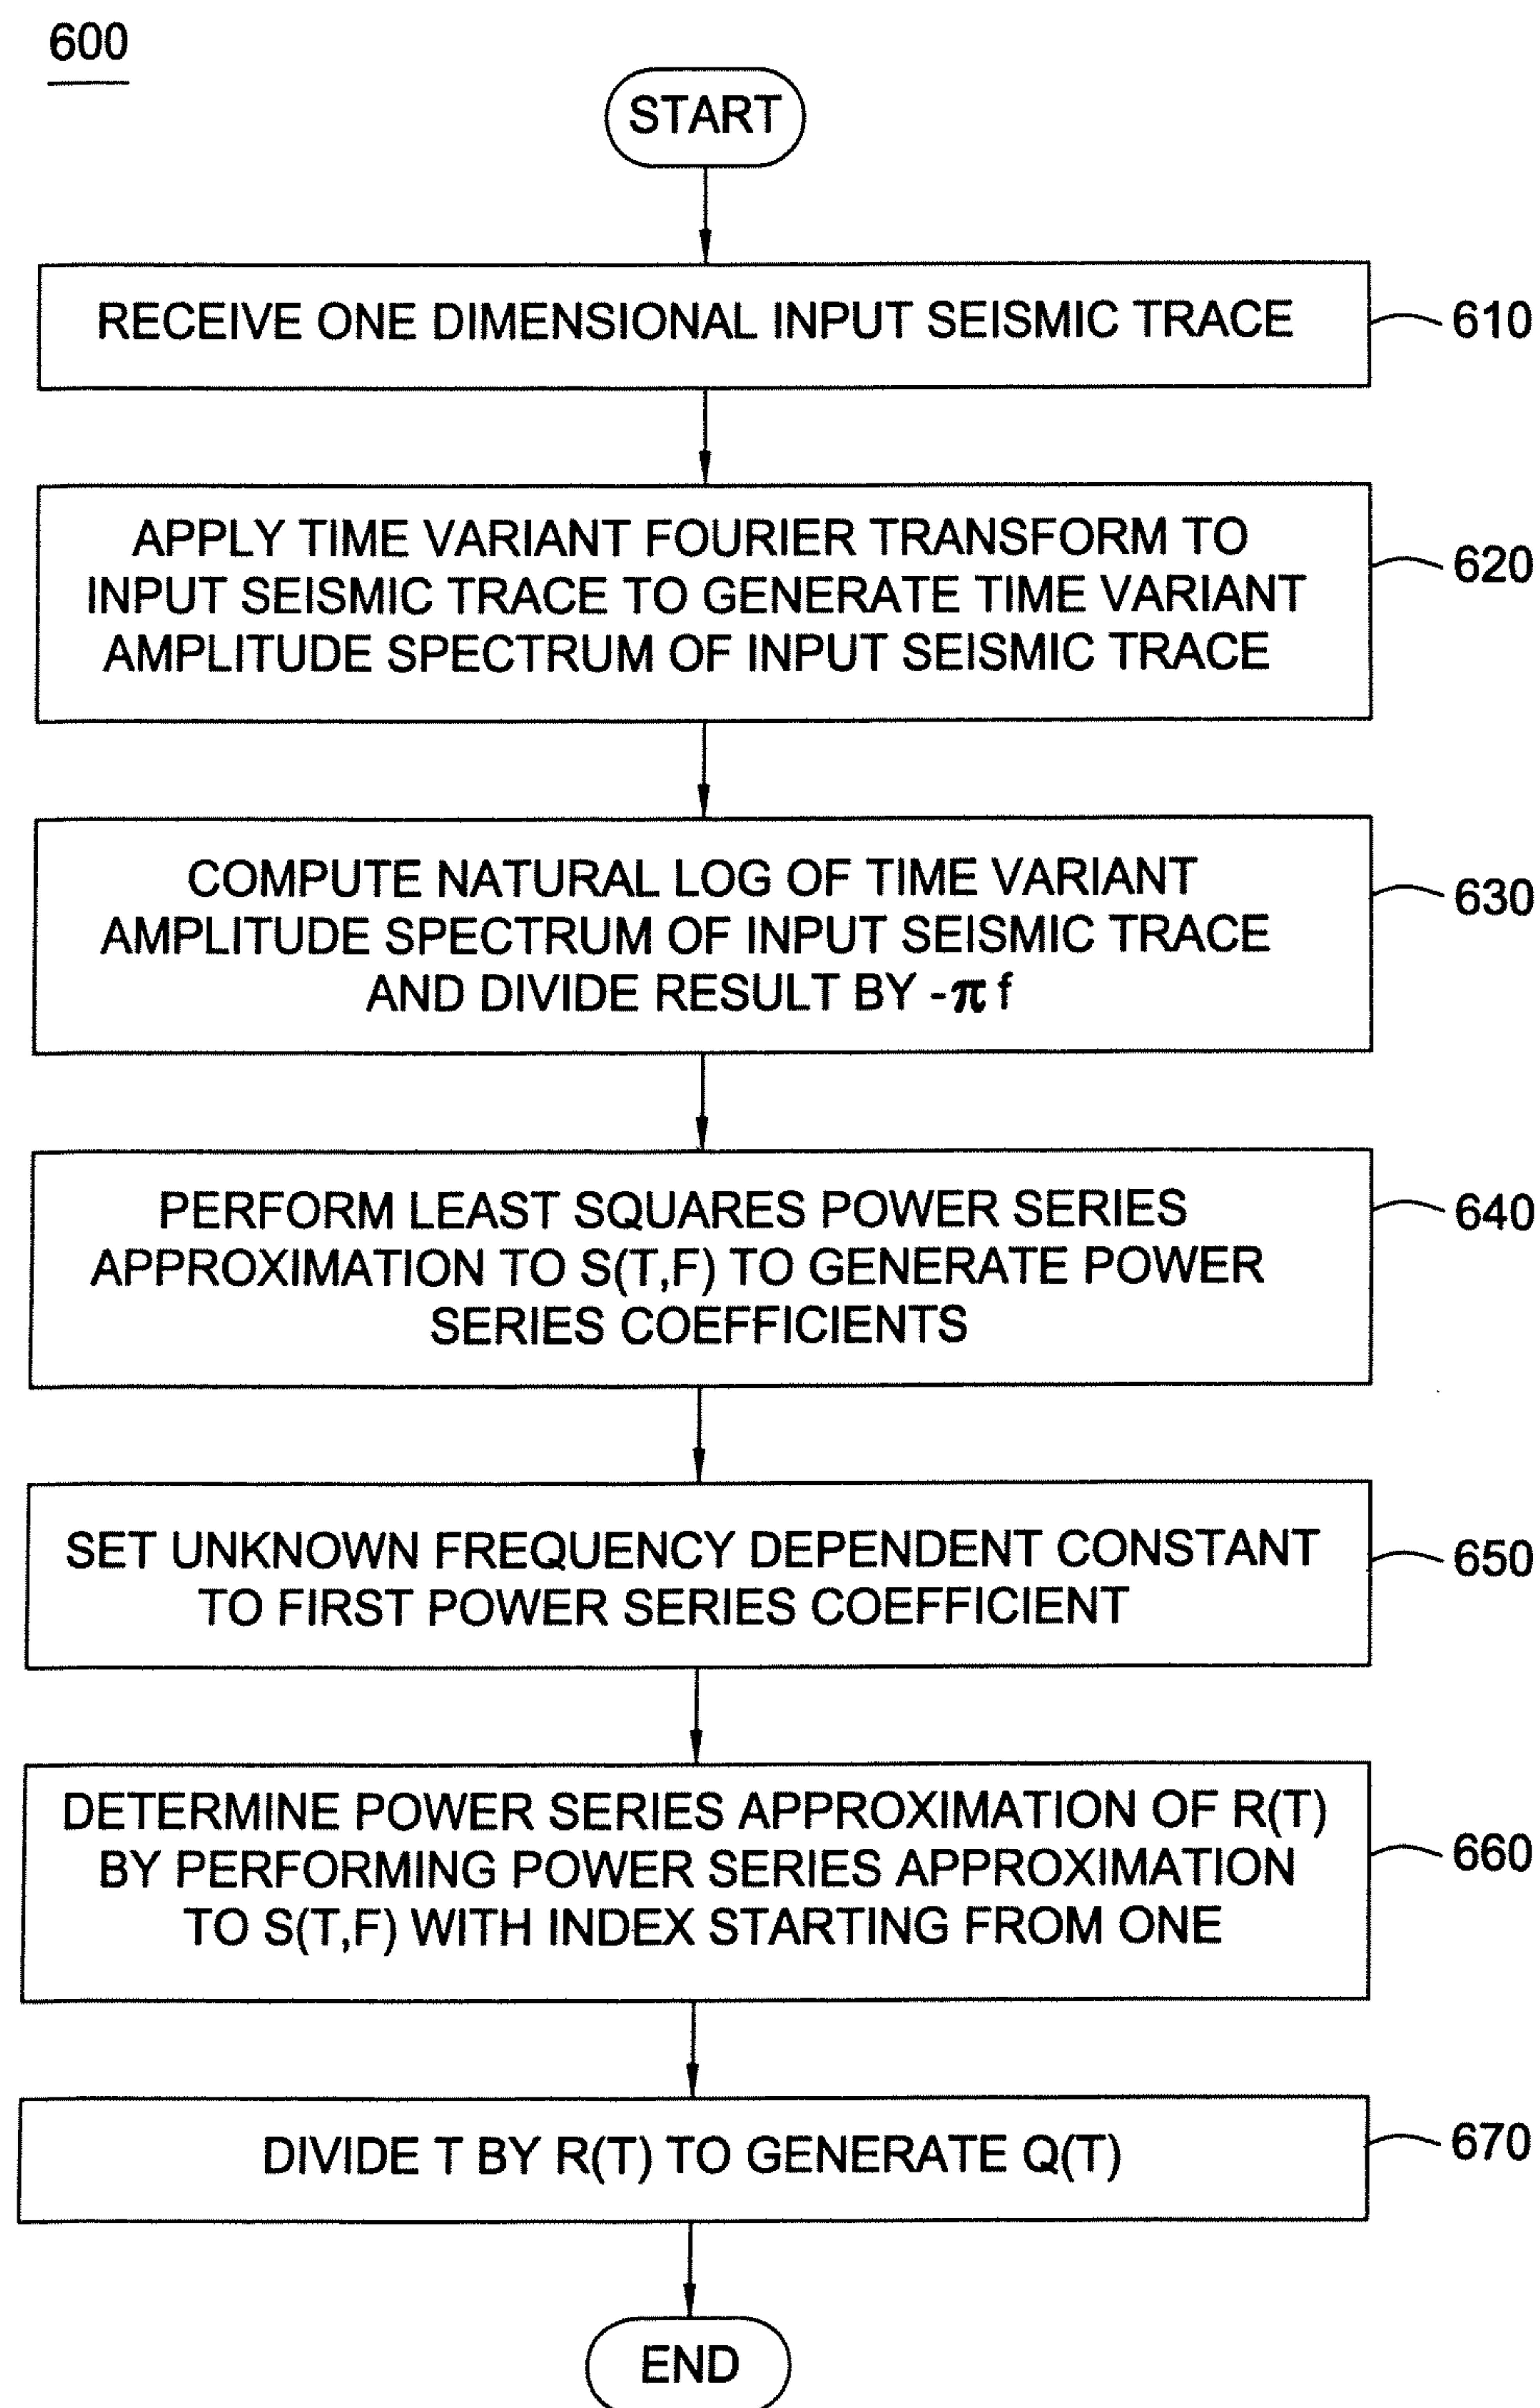 600
START
RECEIVE ONE DIMENSIONAL INPUT SEISMIC TRACE
610
APPLY TIME VARIANT FOURIER TRANSFORM TO
INPUT SEISMIC TRACE TO GENERATE TIME VARIANT
AMPLITUDE SPECTRUM OF INPUT SEISMIC TRACE
620
COMPUTE NATURAL LOG OF TIME VARIANT
AMPLITUDE SPECTRUM OF INPUT SEISMIC TRACE
AND DIVIDE RESULT BY -π f
630
PERFORM LEAST SQUARES POWER SERIES
APPROXIMATION TO S(T,F) TO GENERATE POWER
SERIES COEFFICIENTS
640
SET UNKNOWN FREQUENCY DEPENDENT CONSTANT
TO FIRST POWER SERIES COEFFICIENT
650
DETERMINE POWER SERIES APPROXIMATION OF R(T)
BY PERFORMING POWER SERIES APPROXIMATION
TO S(T,F) WITH INDEX STARTING FROM ONE
660
DIVIDE T BY R(T) TO GENERATE Q(T)
670
END